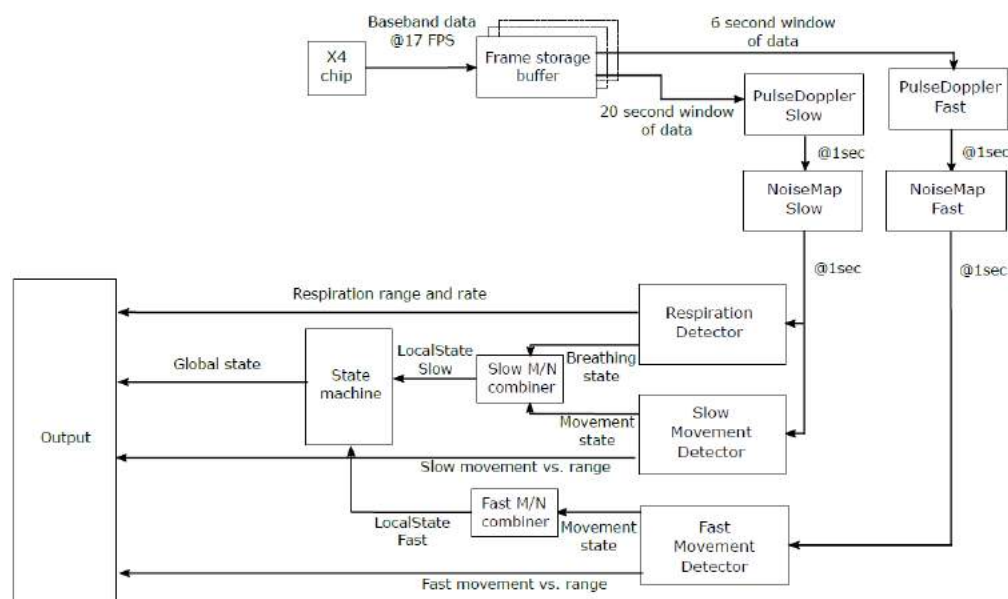 Baseband data
@17 FPS
6 second window
of data
X4
chip
Frame storage
buffer
20 second window
of data
PulseDoppler
Slow
PulseDoppler
Fast
@1sec
@1sec
NoiseMap
Slow
NoiseMap
Fast
@1sec
@1sec
Respiration range and rate
Respiration
Detector
Global state
State
machine
LocalState
Slow
Slow M/N
combiner
Breathing
state
Output
Movement
state
Slow
Movement
Detector
Slow movement vs. range
LocalState
Fast
Fast M/N
combiner
Movement
state
Fast
Movement
Detector
Fast movement vs. range